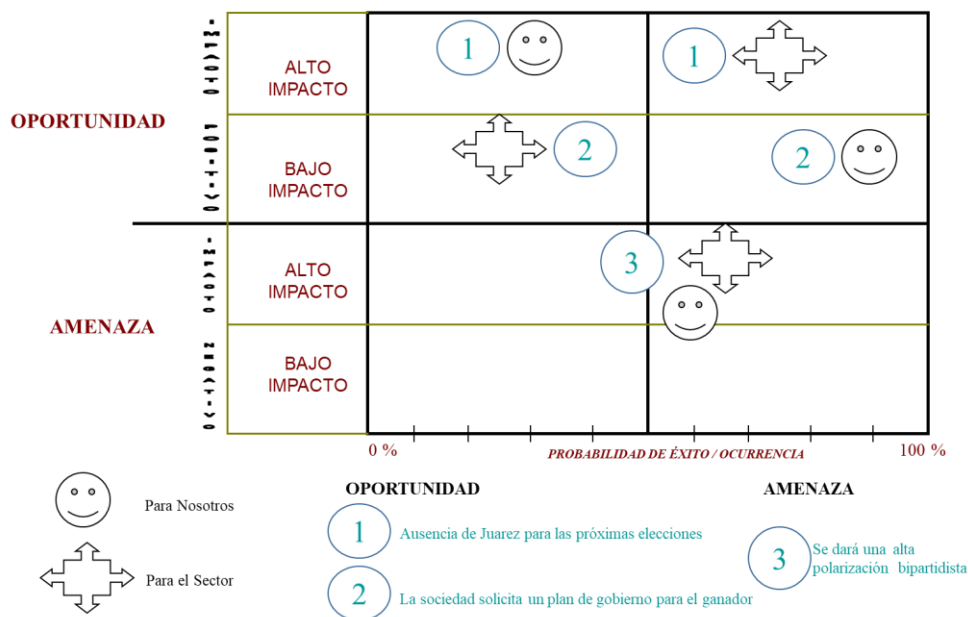 OPORTUNIDAD
ALTO
IMPACTO
1
1
BAJO
IMPACTO
2
2
AMENAZA
ALTO
IMPACTO
3
BAJO
IMPACTO
0 %
PROBABILIDAD DE ÉXITO / OCURRENCIA
100 %
Para Nosotros
Para el Sector
OPORTUNIDAD
1 Ausencia de Juarez para las próximas elecciones
2 La sociedad solicita un plan de gobierno para el ganador
AMENAZA
3 Se dará una alta
polarización bipartidista